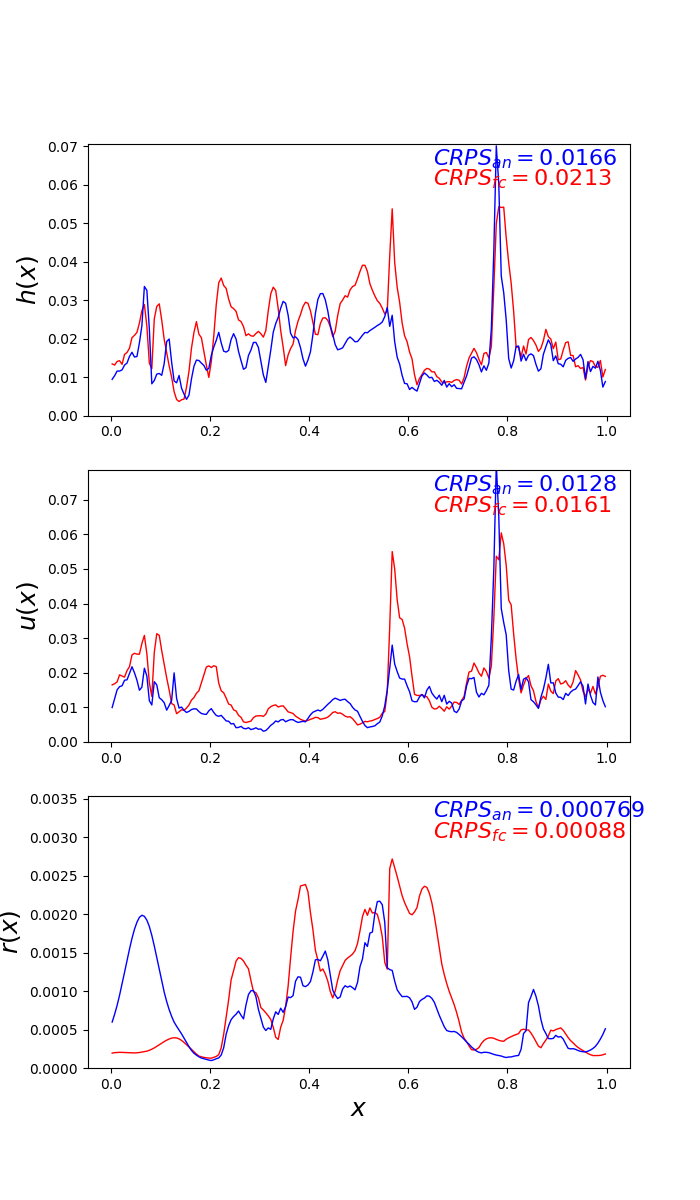 CRPS_an = 0.0166
CRPS_fc = 0.0213
h(x)
0.07
0.06
0.05
0.04
0.03
0.02
0.01
0.00
0.0 0.2 0.4 0.6 0.8 1.0
CRPS_an = 0.0128
CRPS_fc = 0.0161
u(x)
0.07
0.06
0.05
0.04
0.03
0.02
0.01
0.00
0.0 0.2 0.4 0.6 0.8 1.0
CRPS_an = 0.000769
CRPS_fc = 0.00088
r(x)
0.0035
0.0030
0.0025
0.0020
0.0015
0.0010
0.0005
0.0000
0.0 0.2 0.4 0.6 0.8 1.0
x